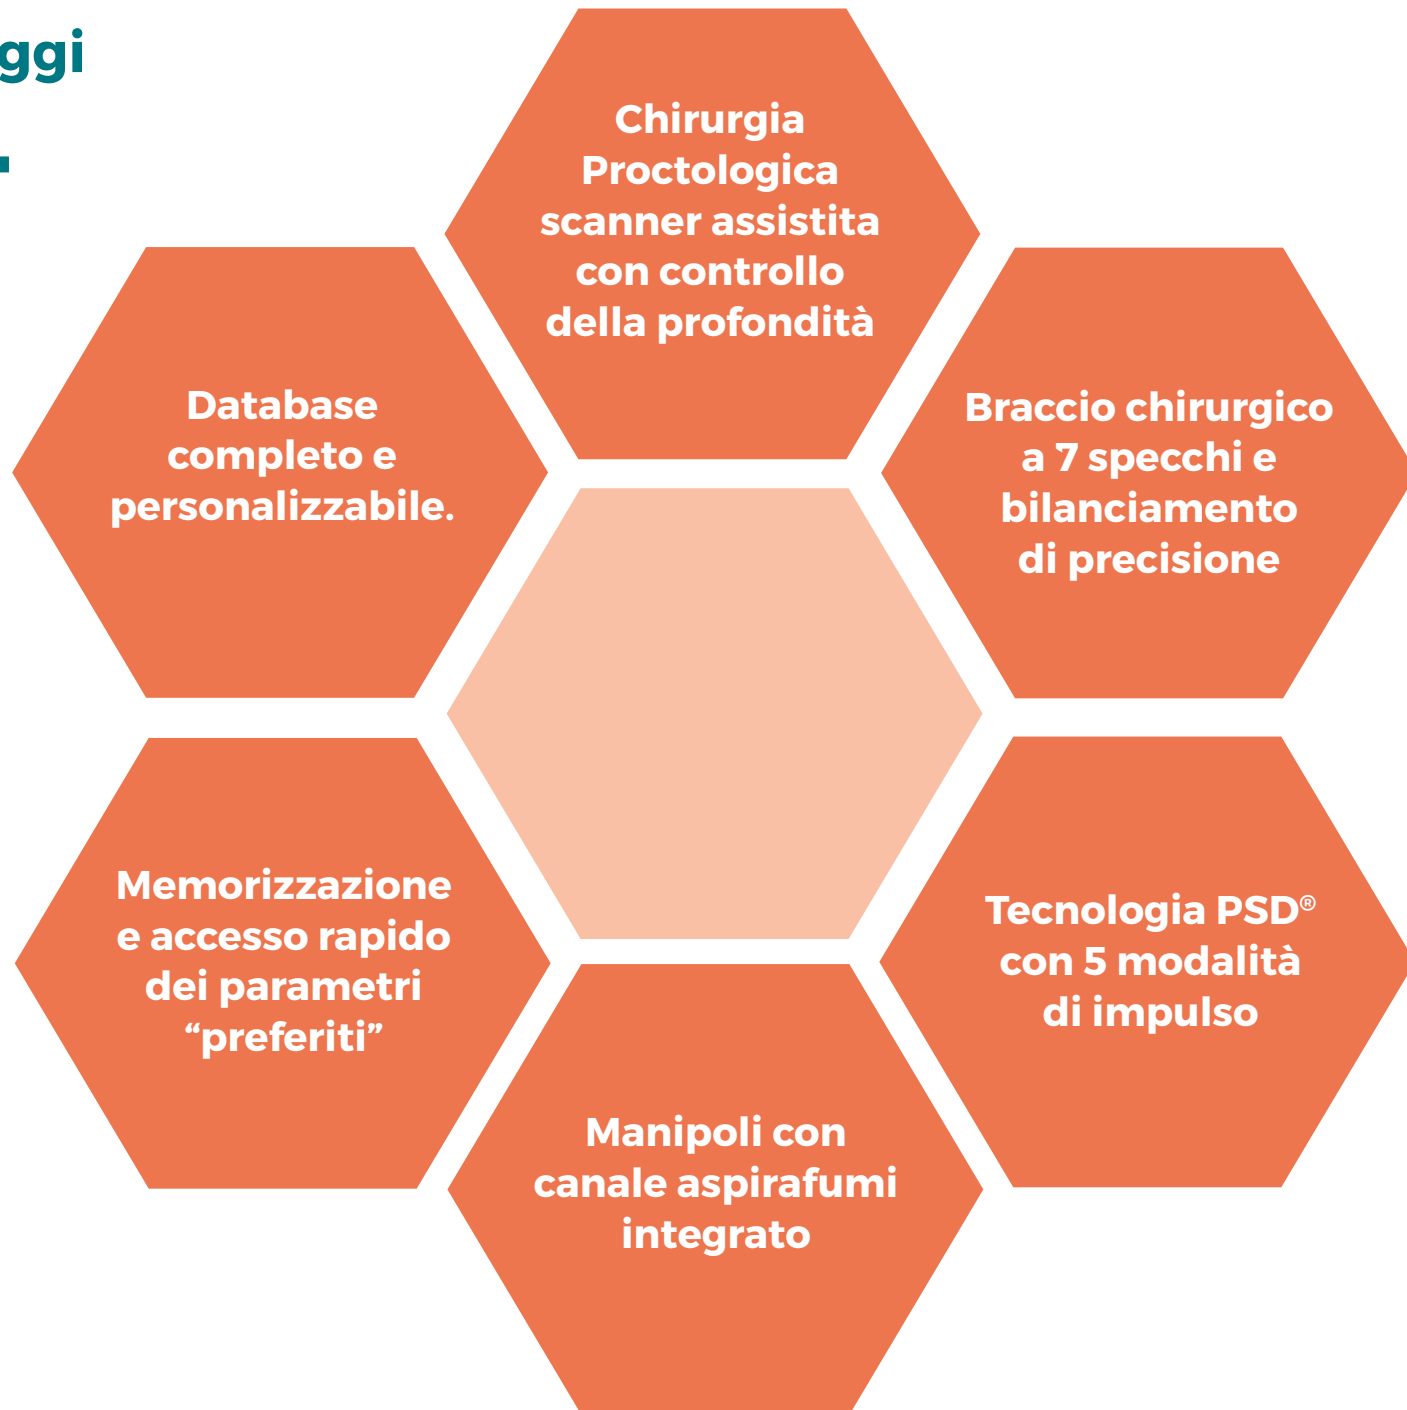 ggi
Chirurgia
Proctologica
scanner assistita
con controllo
della profondità
Database
completo e
personalizzabile.
Braccio chirurgico
a 7 specchi e
bilanciamento
di precisione
Memorizzazione
e accesso rapido
dei parametri
“preferiti”
Tecnologia PSD®
con 5 modalità
di impulso
Manipoli con
canale aspirafumi
integrato